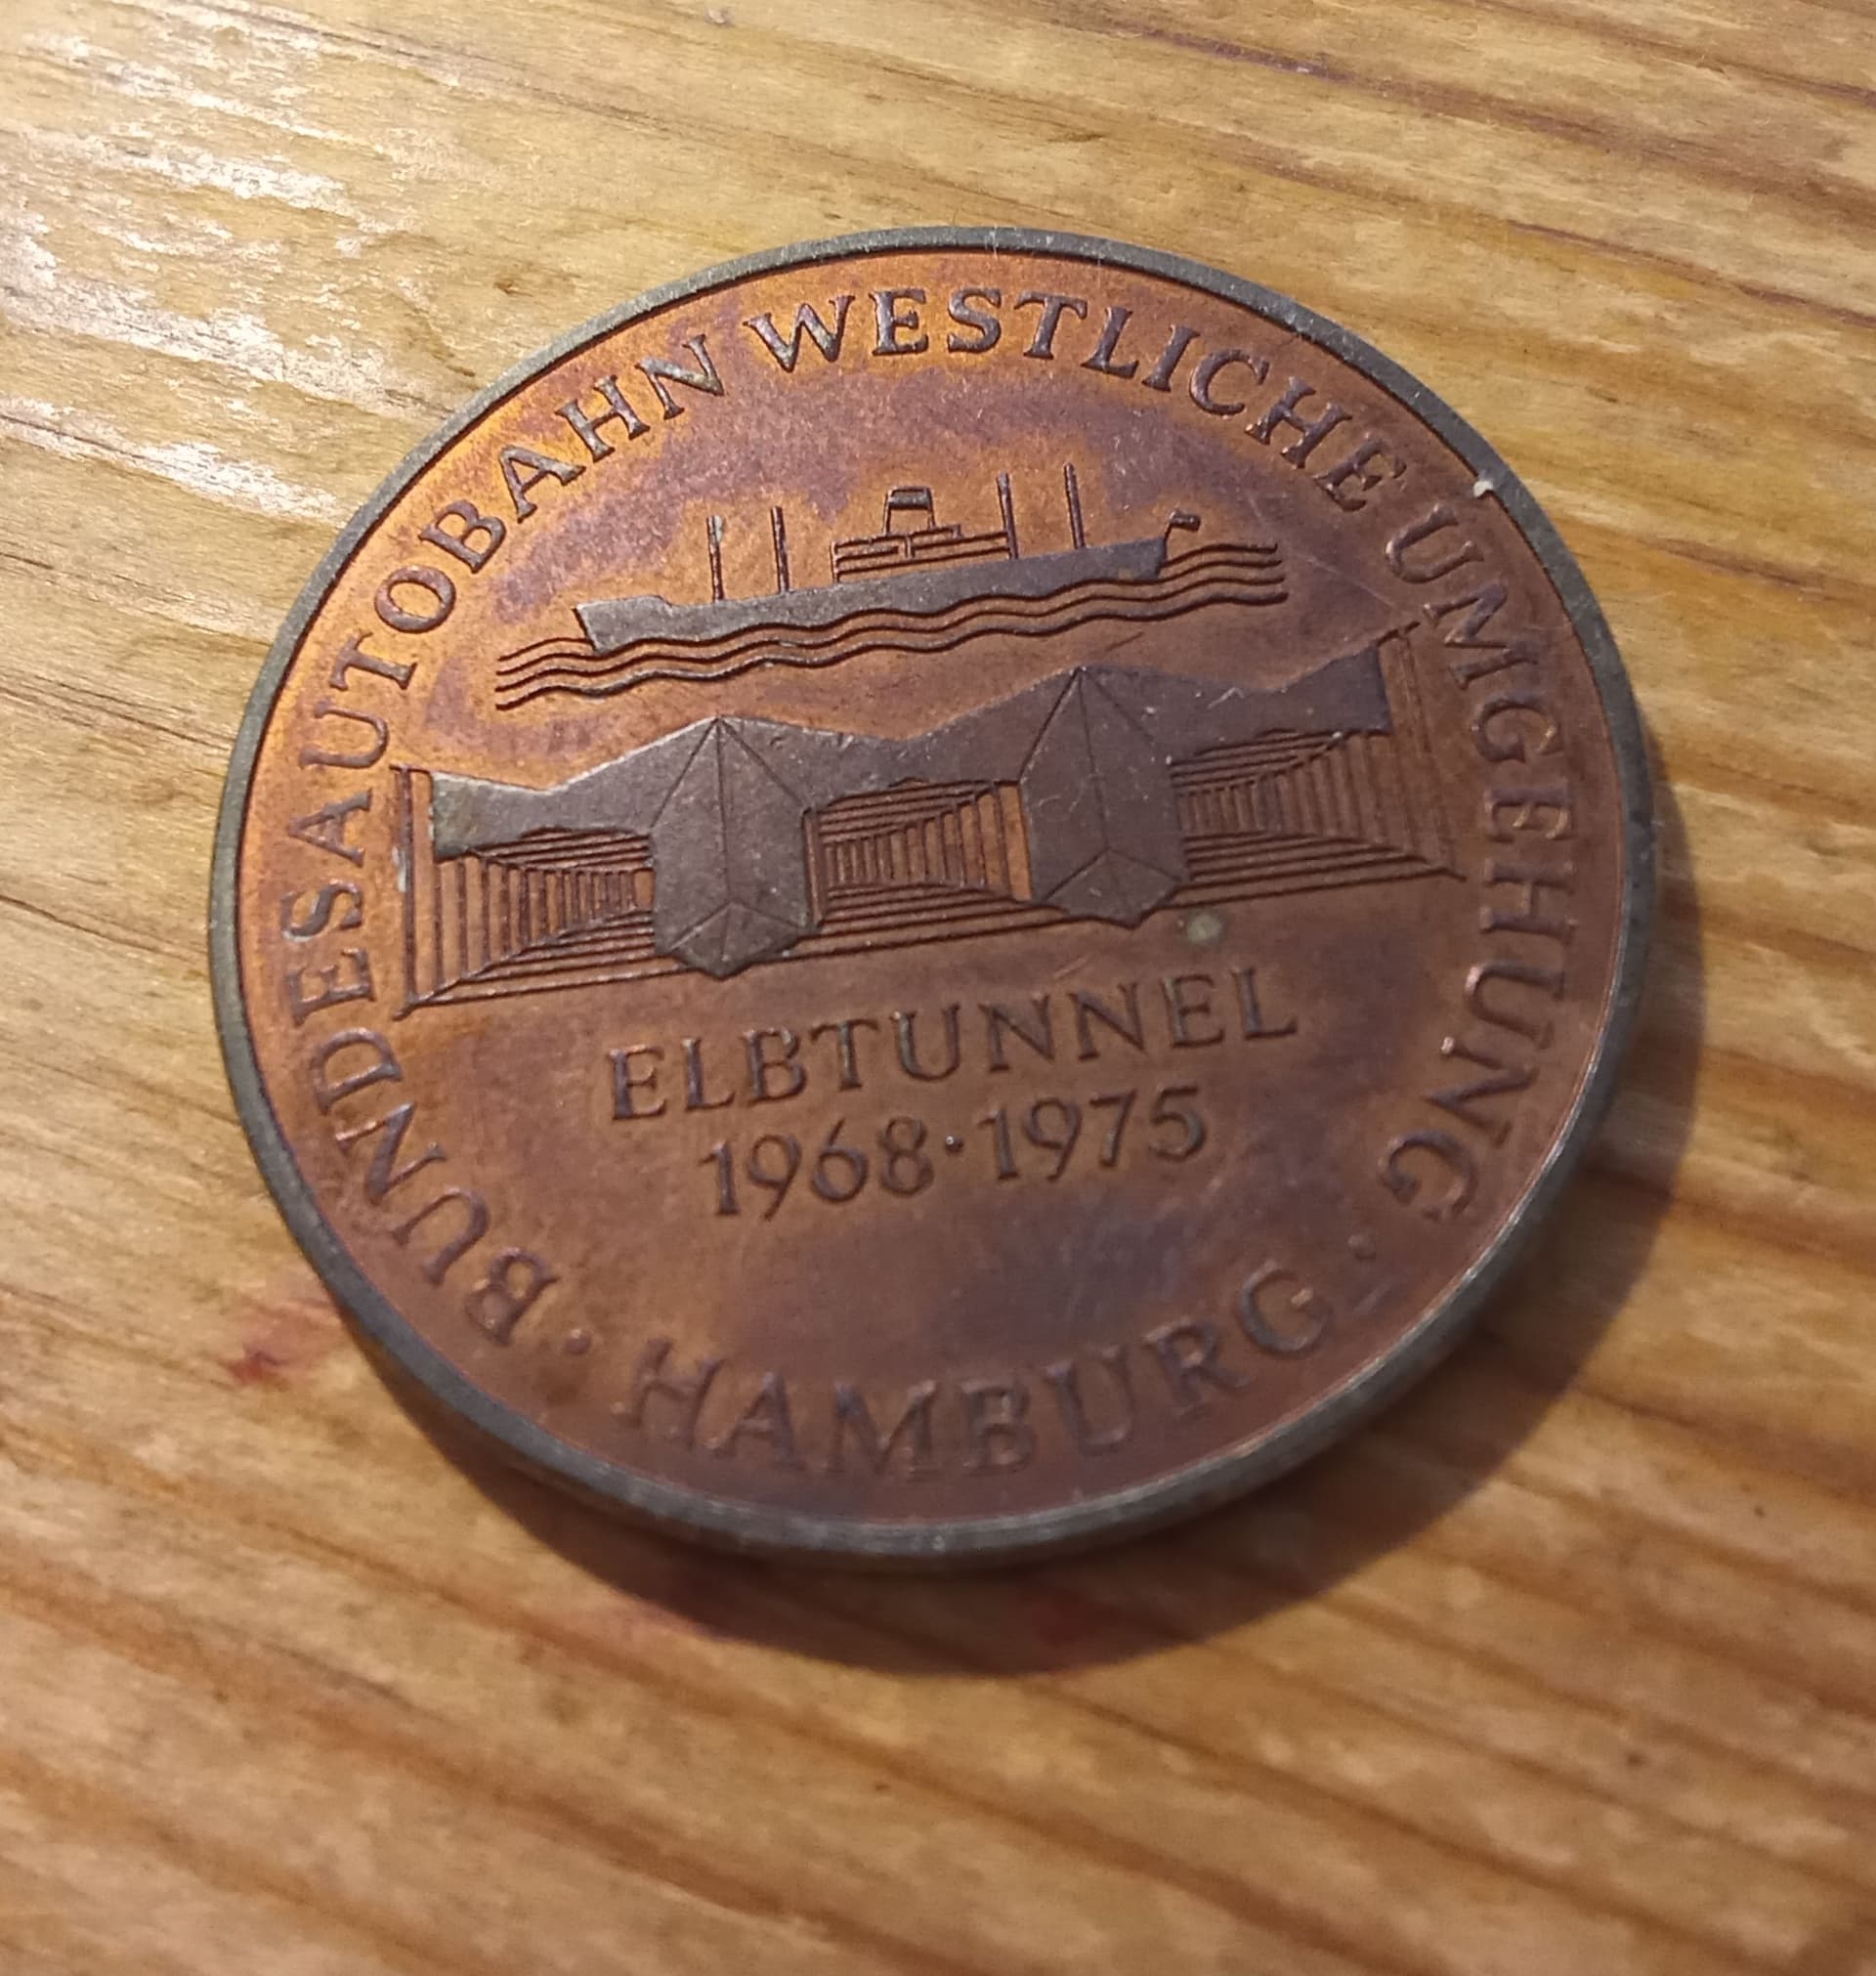 BUNDESAUTOBAHN WESTLICHE UMGEHUNG
· HAMBURG ·
ELBTUNNEL
1968·1975